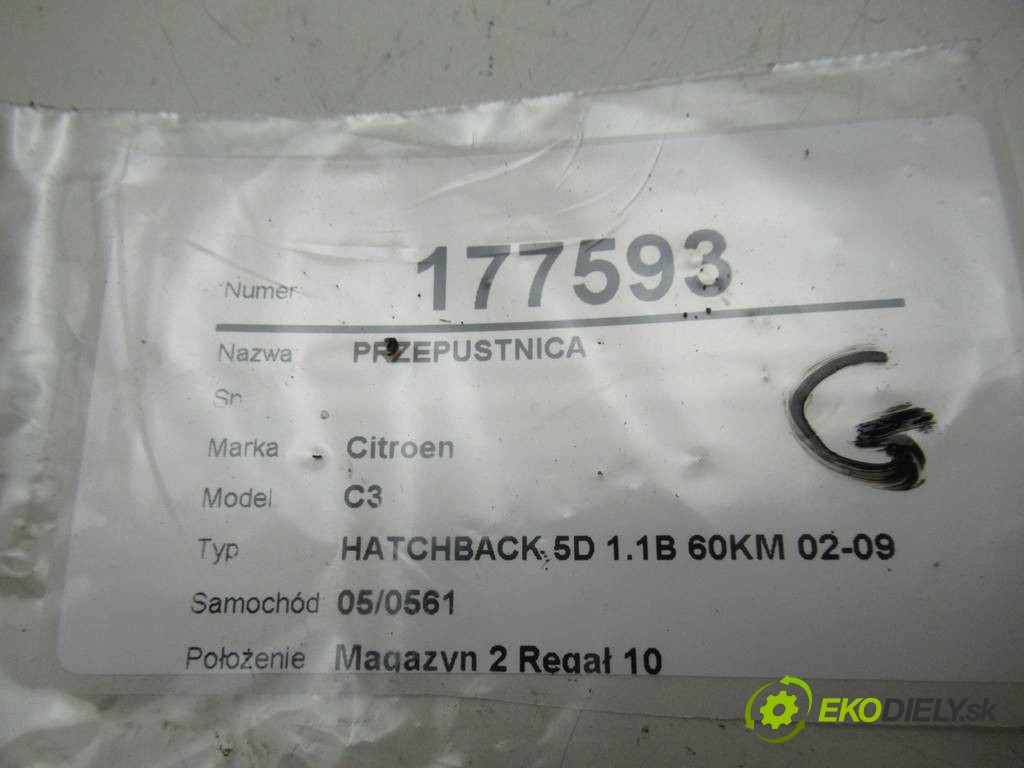 Numer 177593
Nazwa PRZEPUSTNICA
Sn
Marka Citroen
Model C3
Typ HATCHBACK 5D 1.1B 60KM 02-09
Samochód 05/0561
Położenie Magazyn 2 Regał 10
G
EKODIELY.sk